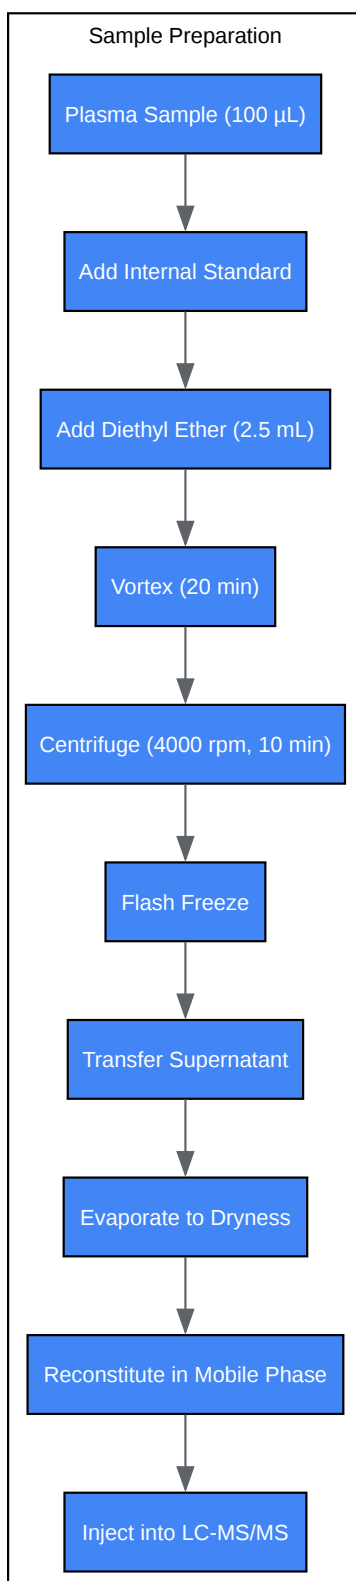 Sample Preparation
Plasma Sample (100 µL)
Add Internal Standard
Add Diethyl Ether (2.5 mL)
Vortex (20 min)
Centrifuge (4000 rpm, 10 min)
Flash Freeze
Transfer Supernatant
Evaporate to Dryness
Reconstitute in Mobile Phase
Inject into LC-MS/MS